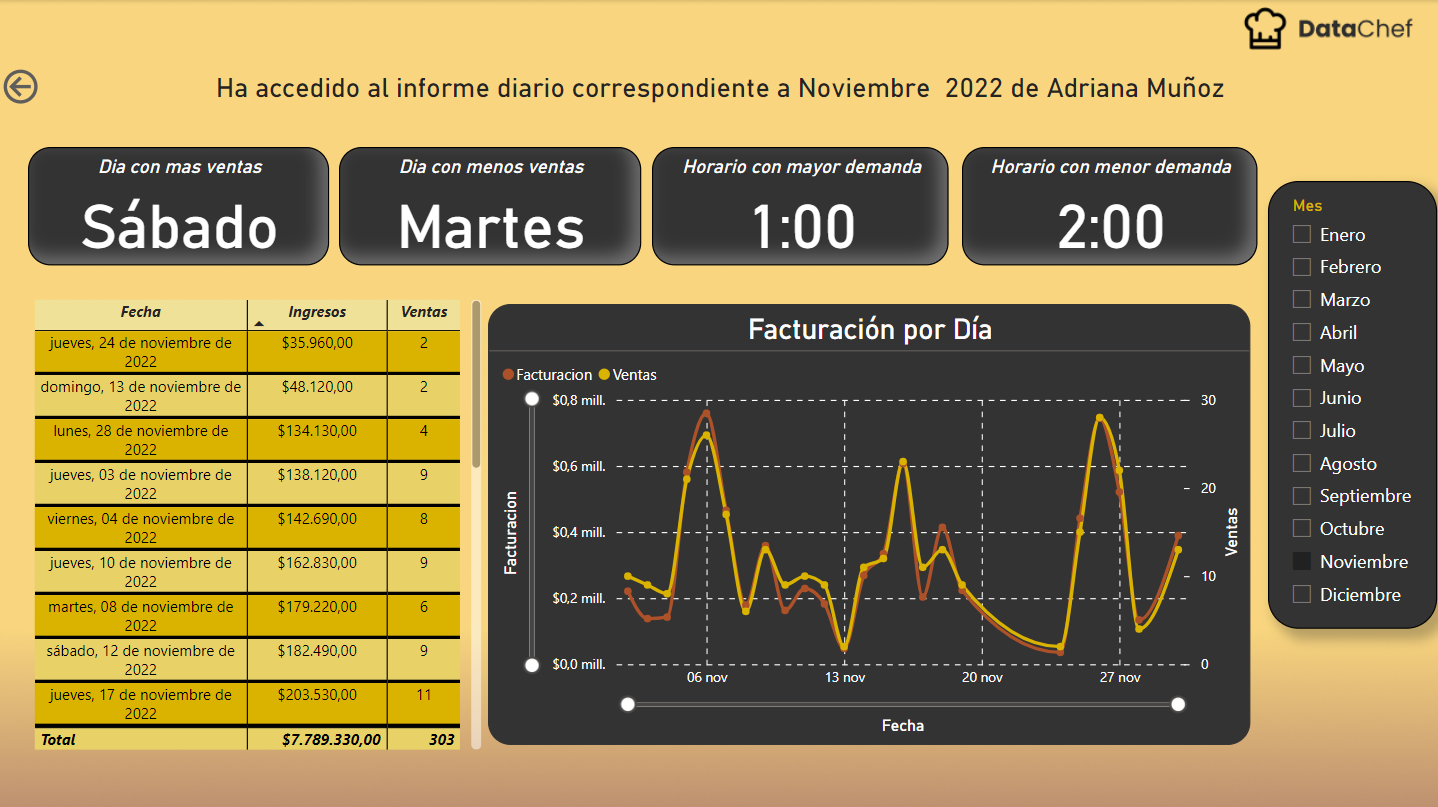 DataChef
Ha accedido al informe diario correspondiente a Noviembre 2022 de Adriana Muñoz
Dia con mas ventas
Sábado
Dia con menos ventas
Martes
Horario con mayor demanda
1:00
Horario con menor demanda
2:00
Mes
Enero
Febrero
Marzo
Abril
Mayo
Junio
Julio
Agosto
Septiembre
Octubre
Noviembre
Diciembre
Fecha Ingresos Ventas
jueves, 24 de noviembre de $35.960,00 2
2022
domingo, 13 de noviembre de $48.120,00 2
2022
lunes, 28 de noviembre de $134.130,00 4
2022
jueves, 03 de noviembre de $138.120,00 9
2022
viernes, 04 de noviembre de $142.690,00 8
2022
jueves, 10 de noviembre de $162.830,00 9
2022
martes, 08 de noviembre de $179.220,00 6
2022
sábado, 12 de noviembre de $182.490,00 9
2022
jueves, 17 de noviembre de $203.530,00 11
2022
Total $7.789.330,00 303
Facturación por Día
Facturacion Ventas
$0,8 mill. 30
$0,6 mill.
20
$0,4 mill.
10
$0,2 mill.
$0,0 mill. 0
Facturacion
Ventas
06 nov 13 nov 20 nov 27 nov
Fecha